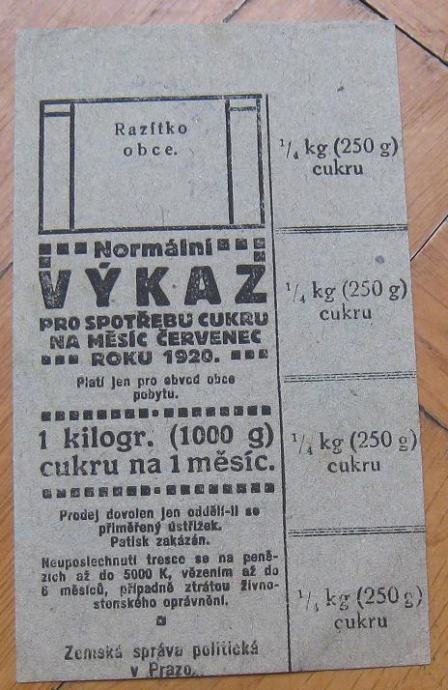 Razítko
obce.
Normální
VÝKAZ
PRO SPOTŘEBU CUKRU
NA MĚSÍC ČERVENEC
ROKU 1920.
Platí jen pro obvod obce
pobytu.
1 kilogr. (1000 g)
cukru na 1 měsíc.
Prodej dovolen jen oddělí-li se
přiměřený ústřižek.
Patisk zakázán.
Neuposlechnutí tresce se na peně-
zích až do 5000 K, vězením až do
6 měsíců, případně ztrátou živno-
stenského oprávnění.
Zemská správa politická
v Praze.
1/4 kg (250 g)
cukru
1/4 kg (250 g)
cukru
1/4 kg (250 g)
cukru
1/4 kg (250 g)
cukru